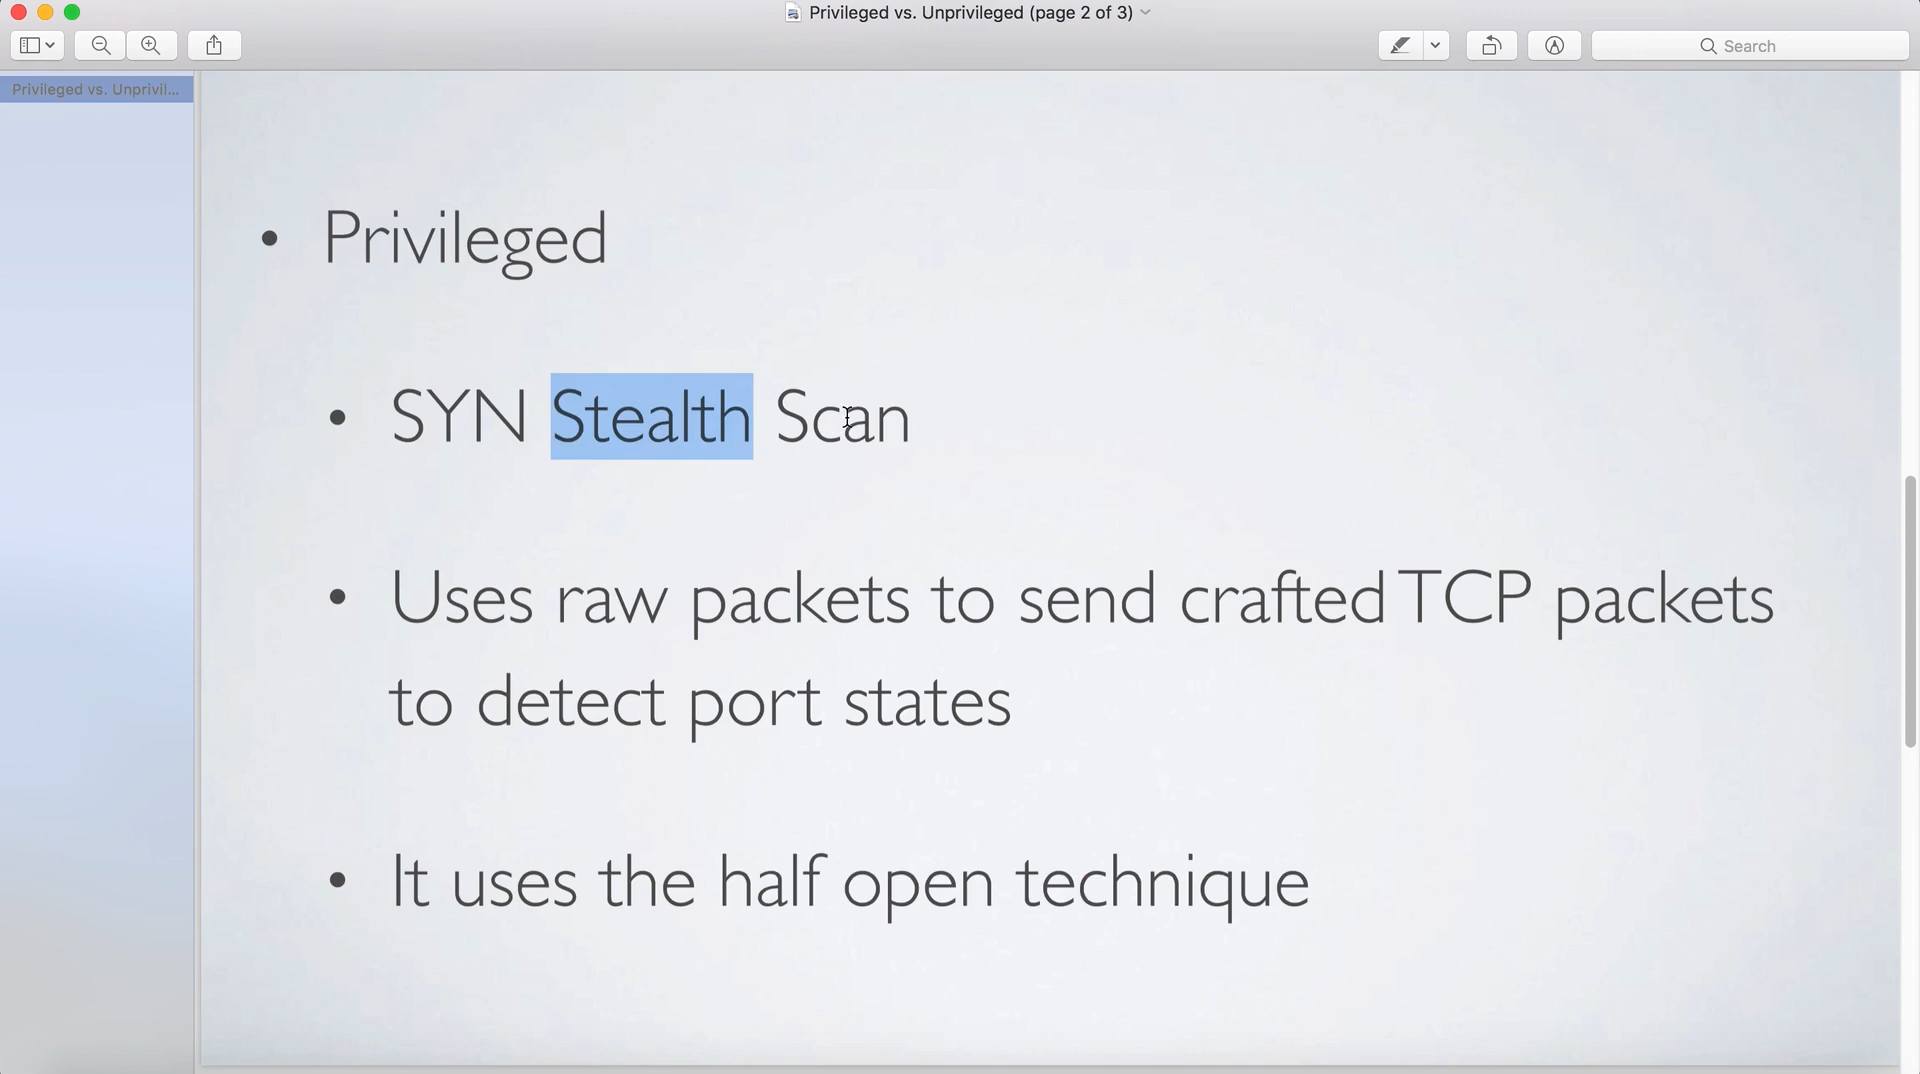 Privileged vs. Unprivileged (page 2 of 3)
Search
Privileged vs. Unprivil...
• Privileged
• SYN Stealth Scan
• Uses raw packets to send crafted TCP packets
to detect port states
• It uses the half open technique